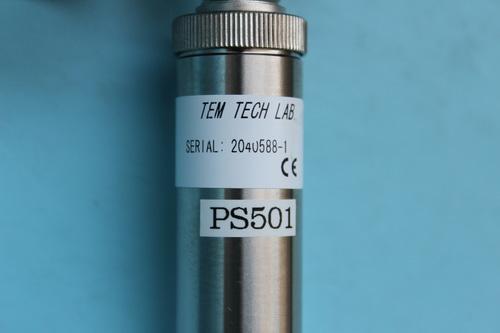 TEM TECH LAB.
SERIAL: 2040588-1
CE
PS501